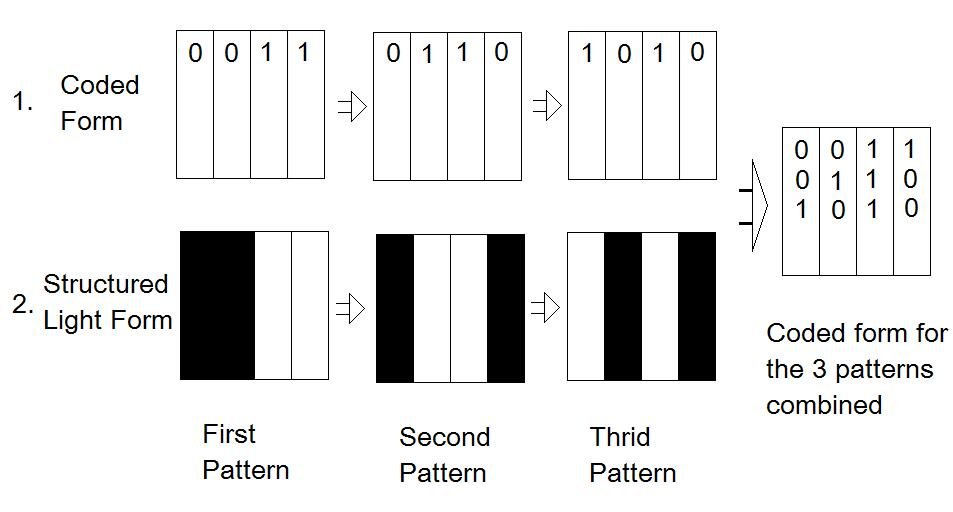 1. Coded
Form
0 0 1 1
0 1 1 0
1 0 1 0
0 0 1 1
0 1 1 0
1 0 1 0
2. Structured
Light Form
First
Pattern
Second
Pattern
Thrid
Pattern
Coded form for
the 3 patterns
combined